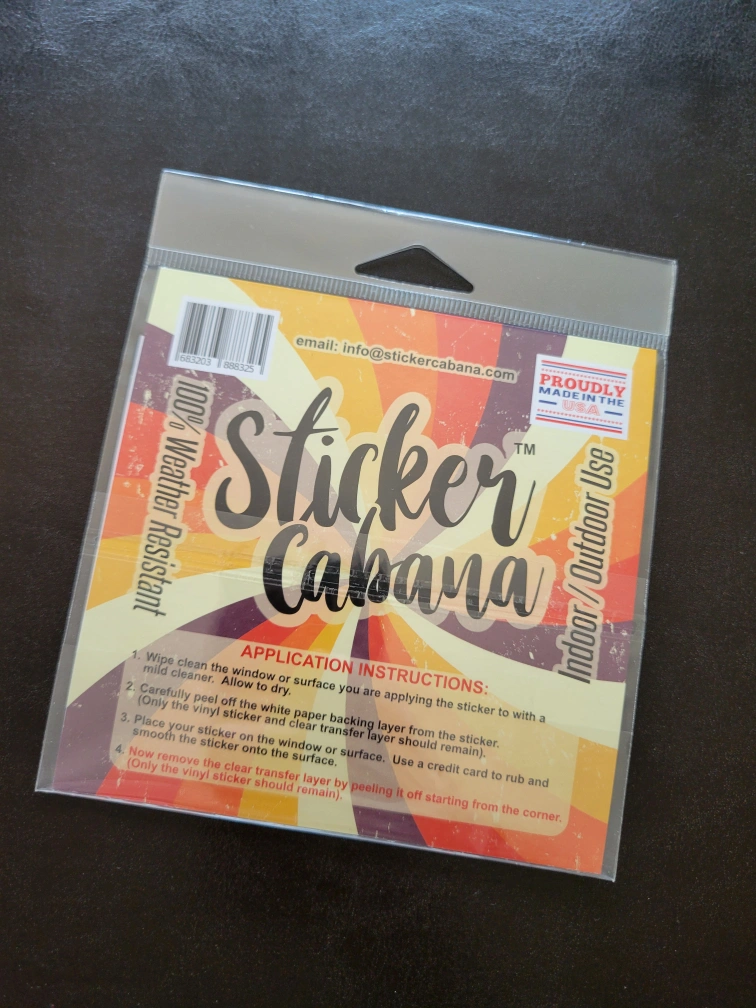 683203 888325
email: info@stickercabana.com
PROUDLY
MADE IN THE
USA
100% Weather Resistant
Sticker™
Cabana
Indoor / Outdoor Use
APPLICATION INSTRUCTIONS:
1. Wipe clean the window or surface you are applying the sticker to with a
mild cleaner. Allow to dry.
2. Carefully peel off the white paper backing layer from the sticker.
(Only the vinyl sticker and clear transfer layer should remain).
3. Place your sticker on the window or surface. Use a credit card to rub and
smooth the sticker onto the surface.
4. Now remove the clear transfer layer by peeling it off starting from the corner.
(Only the vinyl sticker should remain).